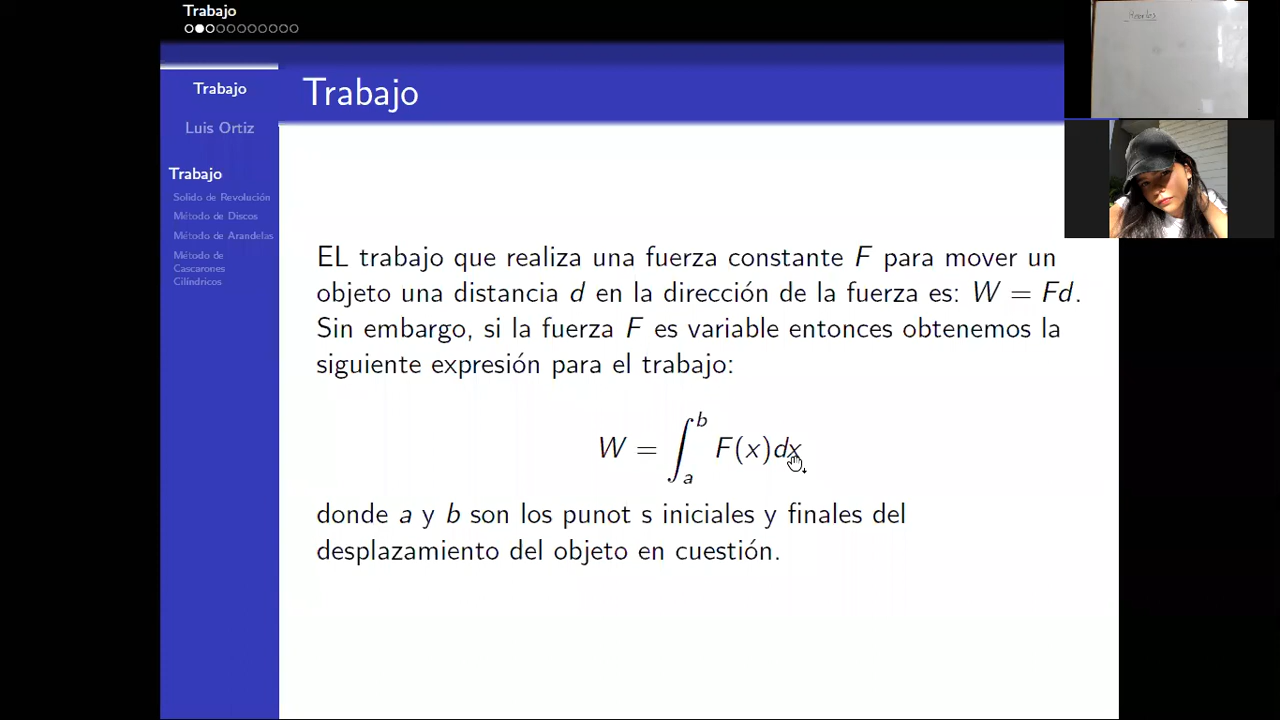 Trabajo
Trabajo
Luis Ortiz
Trabajo
Solido de Revolución
Método de Discos
Método de Arandelas
Método de
Cascarones
Cilíndricos
Trabajo
EL trabajo que realiza una fuerza constante F para mover un
objeto una distancia d en la dirección de la fuerza es: W = Fd.
Sin embargo, si la fuerza F es variable entonces obtenemos la
siguiente expresión para el trabajo:
W = ∫_a^b F(x)dx
donde a y b son los punot s iniciales y finales del
desplazamiento del objeto en cuestión.